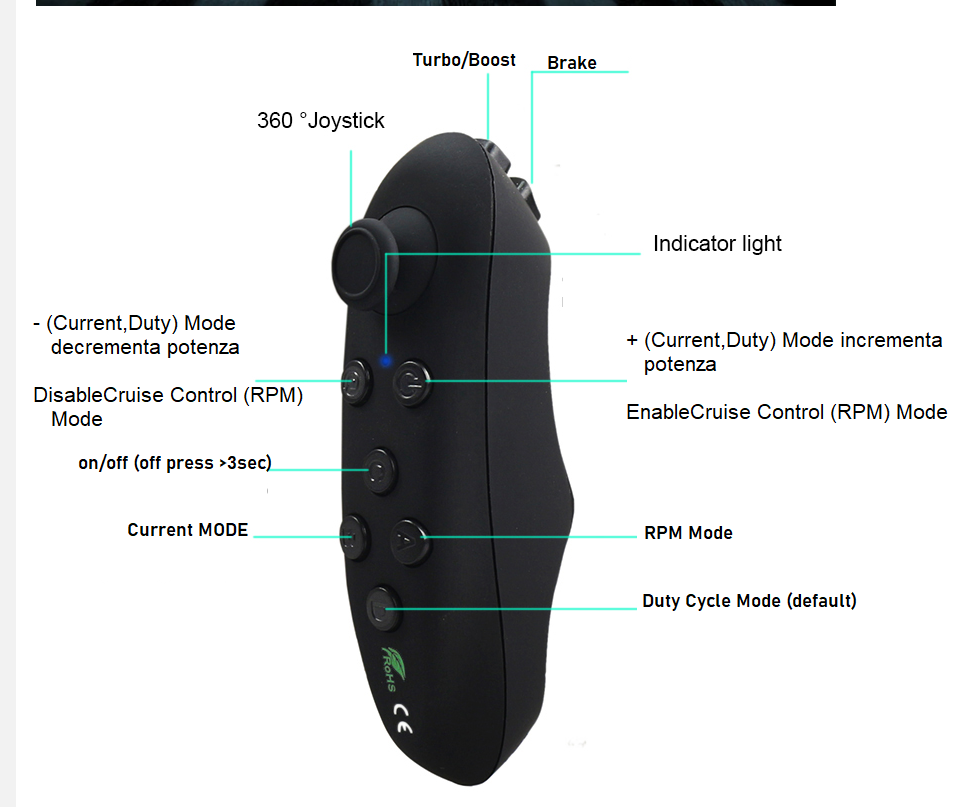 Turbo/Boost
Brake
360 °Joystick
Indicator light
- (Current,Duty) Mode
decrementa potenza
+ (Current,Duty) Mode incrementa
potenza
DisableCruise Control (RPM)
Mode
EnableCruise Control (RPM) Mode
on/off (off press >3sec)
Current MODE
RPM Mode
Duty Cycle Mode (default)
RoHS
CE